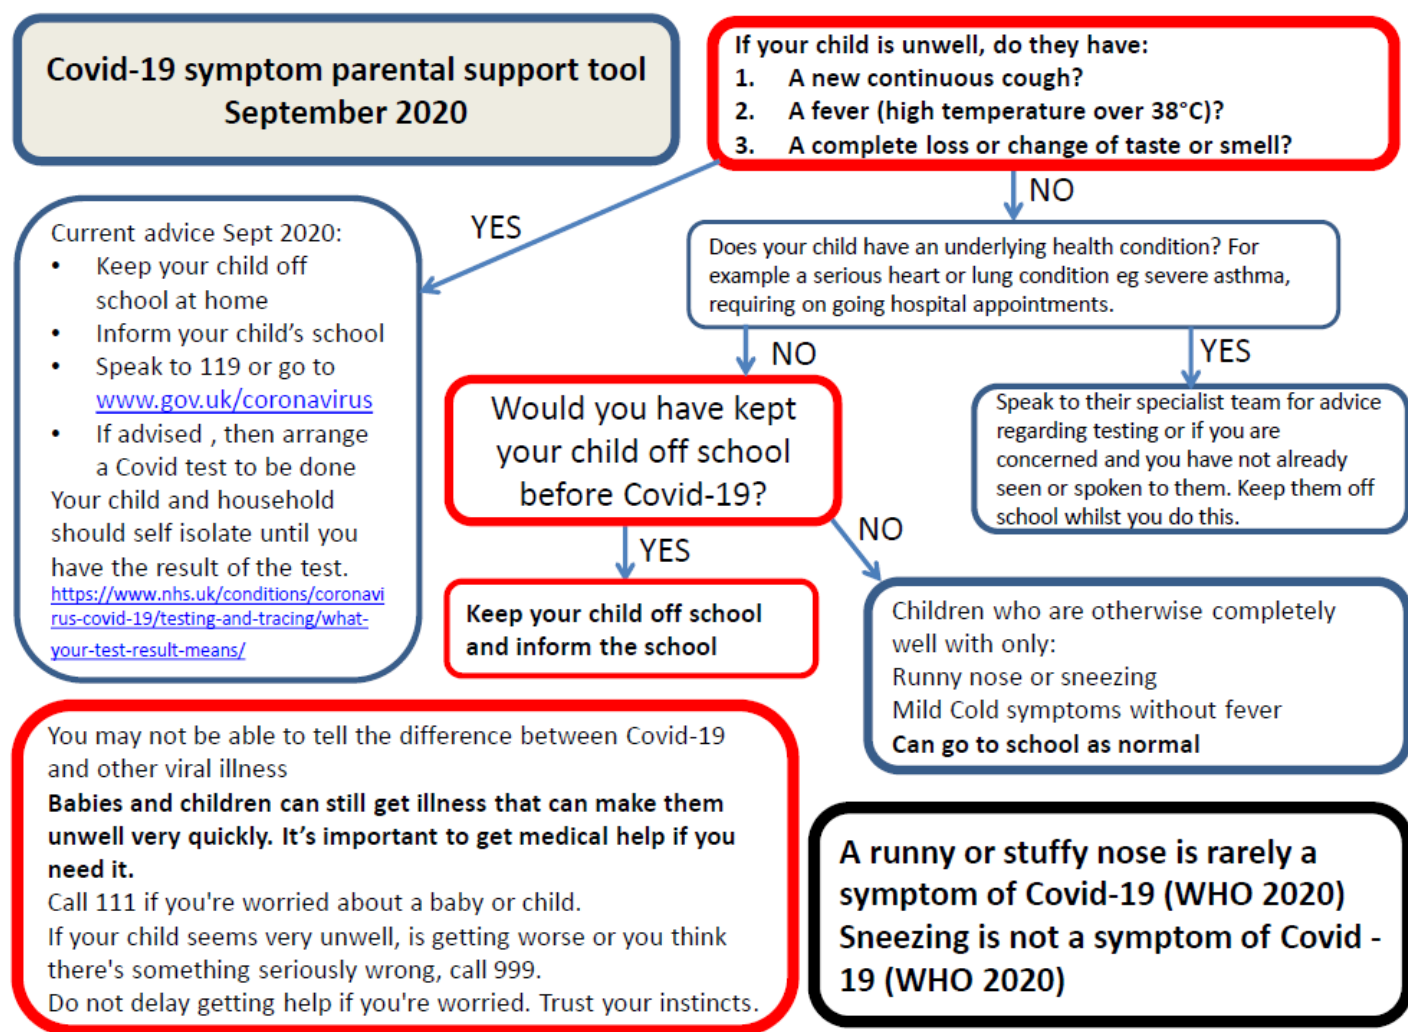 Covid-19 symptom parental support tool
September 2020
If your child is unwell, do they have:
1. A new continuous cough?
2. A fever (high temperature over 38°C)?
3. A complete loss or change of taste or smell?
YES
NO
Current advice Sept 2020:
• Keep your child off
school at home
• Inform your child's school
• Speak to 119 or go to
www.gov.uk/coronavirus
• If advised , then arrange
a Covid test to be done
Your child and household
should self isolate until you
have the result of the test.
https://www.nhs.uk/conditions/coronavi
rus-covid-19/testing-and-tracing/what-
your-test-result-means/
Does your child have an underlying health condition? For
example a serious heart or lung condition eg severe asthma,
requiring on going hospital appointments.
NO
YES
Would you have kept
your child off school
before Covid-19?
Speak to their specialist team for advice
regarding testing or if you are
concerned and you have not already
seen or spoken to them. Keep them off
school whilst you do this.
YES
NO
Keep your child off school
and inform the school
Children who are otherwise completely
well with only:
Runny nose or sneezing
Mild Cold symptoms without fever
Can go to school as normal
You may not be able to tell the difference between Covid-19
and other viral illness
Babies and children can still get illness that can make them
unwell very quickly. It's important to get medical help if you
need it.
Call 111 if you're worried about a baby or child.
If your child seems very unwell, is getting worse or you think
there's something seriously wrong, call 999.
Do not delay getting help if you're worried. Trust your instincts.
A runny or stuffy nose is rarely a
symptom of Covid-19 (WHO 2020)
Sneezing is not a symptom of Covid -
19 (WHO 2020)